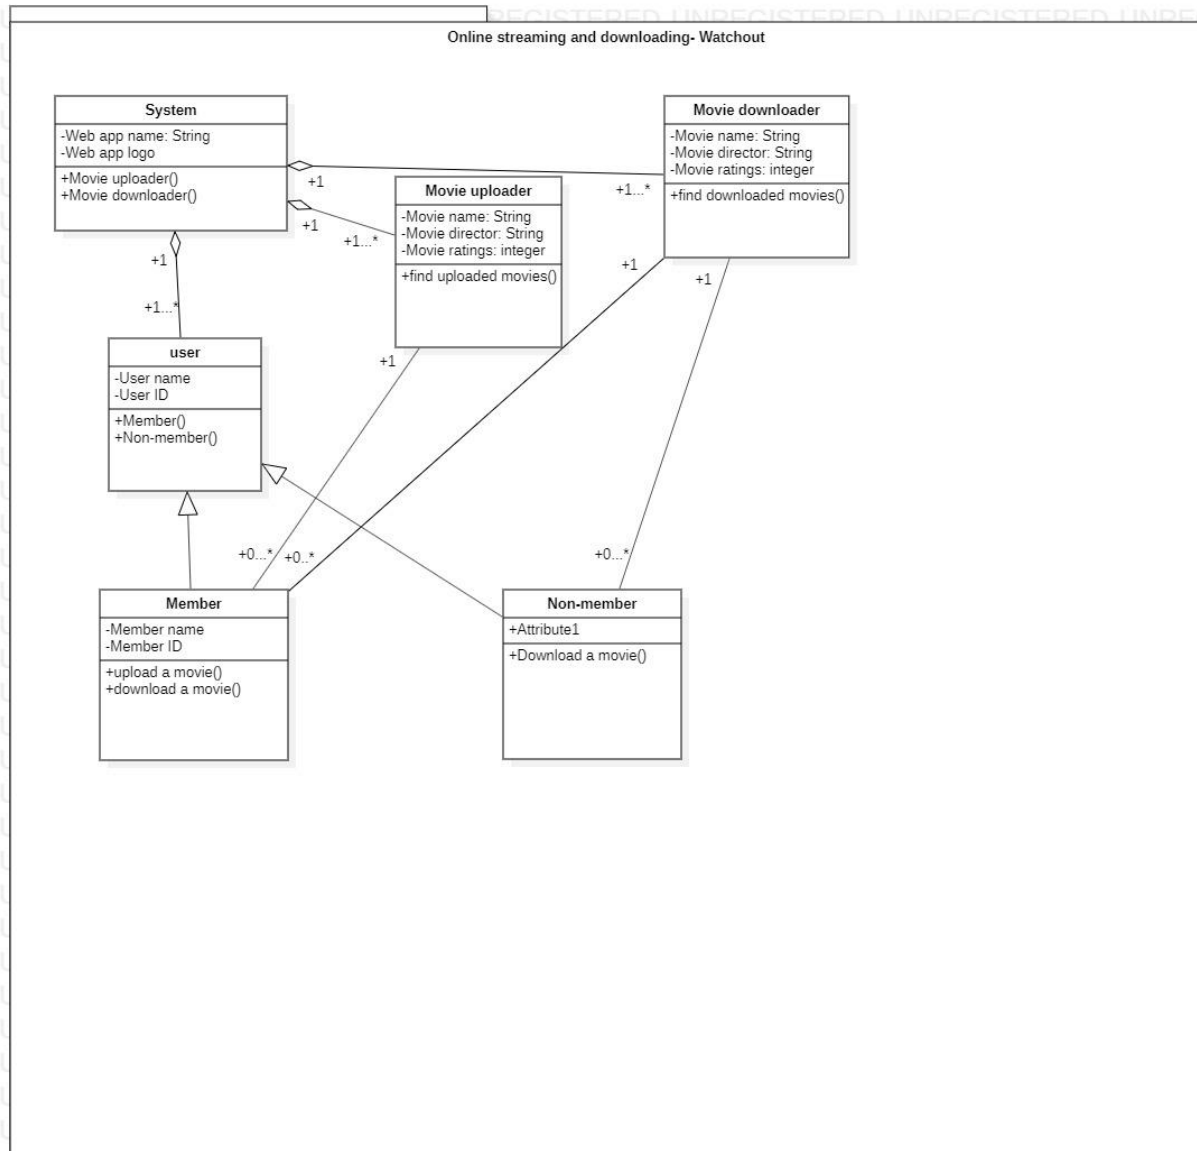 REGISTERED UNREGISTERED UNREGISTERED UNRE
Online streaming and downloading- Watchout
System
-Web app name: String
-Web app logo
+Movie uploader()
+Movie downloader()
+1
+1...*
Movie downloader
-Movie name: String
-Movie director: String
-Movie ratings: integer
+find downloaded movies()
+1
+1...*
Movie uploader
-Movie name: String
-Movie director: String
-Movie ratings: integer
+find uploaded movies()
+1
+1...*
user
-User name
-User ID
+Member()
+Non-member()
+1
+1
+1
+0...*
+0..*
+0...*
Member
-Member name
-Member ID
+upload a movie()
+download a movie()
Non-member
+Attribute1
+Download a movie()